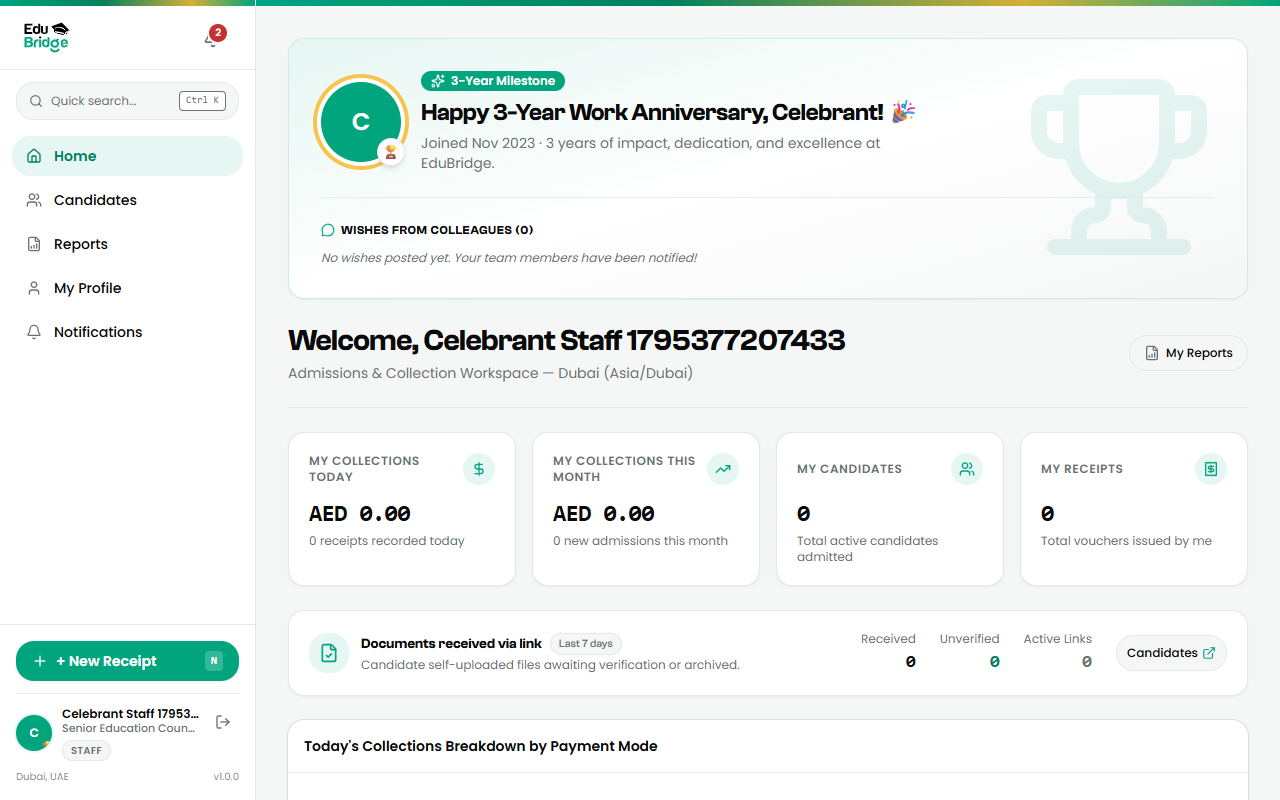 Edu
Bridge
2
Quick search...
Ctrl K
Home
Candidates
Reports
My Profile
Notifications
+ New Receipt
N
C
Celebrant Staff 17953...
Senior Education Coun...
STAFF
Dubai, UAE
v1.0.0
C
3-Year Milestone
Happy 3-Year Work Anniversary, Celebrant! 🎉
Joined Nov 2023 · 3 years of impact, dedication, and excellence at
EduBridge.
WISHES FROM COLLEAGUES (0)
No wishes posted yet. Your team members have been notified!
Welcome, Celebrant Staff 1795377207433
Admissions & Collection Workspace — Dubai (Asia/Dubai)
My Reports
MY COLLECTIONS
TODAY
AED 0.00
0 receipts recorded today
MY COLLECTIONS THIS
MONTH
AED 0.00
0 new admissions this month
MY CANDIDATES
0
Total active candidates
admitted
MY RECEIPTS
0
Total vouchers issued by me
Documents received via link
Last 7 days
Candidate self-uploaded files awaiting verification or archived.
Received
0
Unverified
0
Active Links
0
Candidates
Today's Collections Breakdown by Payment Mode